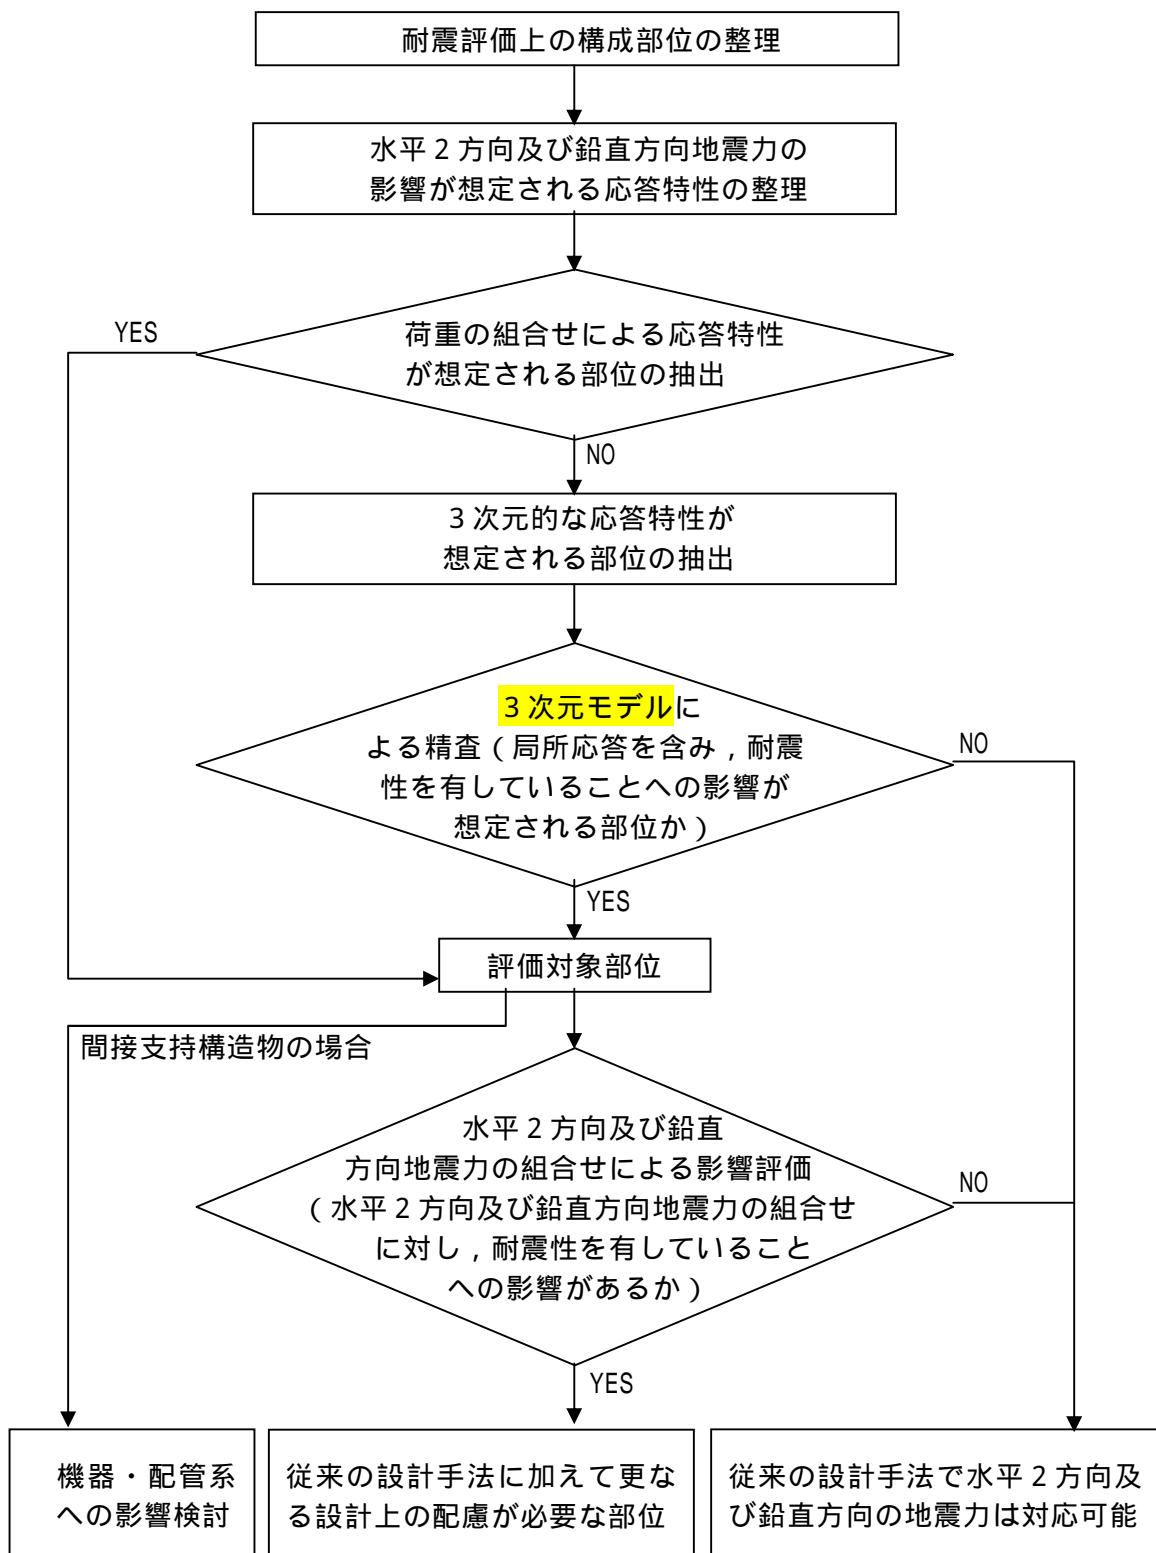 耐震評価上の構成部位の整理
水平２方向及び鉛直方向地震力の
影響が想定される応答特性の整理
YES
荷重の組合せによる応答特性
が想定される部位の抽出
NO
３次元的な応答特性が
想定される部位の抽出
３次元モデルに
よる精査（局所応答を含み，耐震
性を有していることへの影響が
想定される部位か）
NO
YES
評価対象部位
間接支持構造物の場合
水平２方向及び鉛直
方向地震力の組合せによる影響評価
（水平２方向及び鉛直方向地震力の組合せ
に対し，耐震性を有していること
への影響があるか）
NO
YES
機器・配管系
への影響検討
従来の設計手法に加えて更な
る設計上の配慮が必要な部位
従来の設計手法で水平２方向及
び鉛直方向の地震力は対応可能